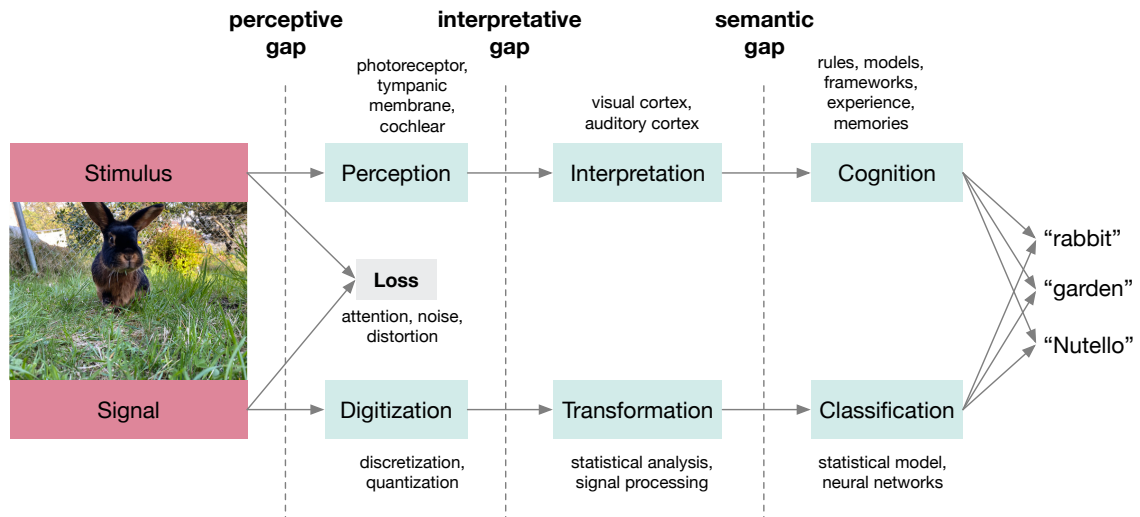 perceptive
gap
interpretative
gap
semantic
gap
photoreceptor,
tympanic
membrane,
cochlear
visual cortex,
auditory cortex
rules, models,
frameworks,
experience,
memories
Stimulus
Perception
Interpretation
Cognition
Loss
attention, noise,
distortion
“rabbit”
“garden”
“Nutello”
Signal
Digitization
Transformation
Classification
discretization,
quantization
statistical analysis,
signal processing
statistical model,
neural networks